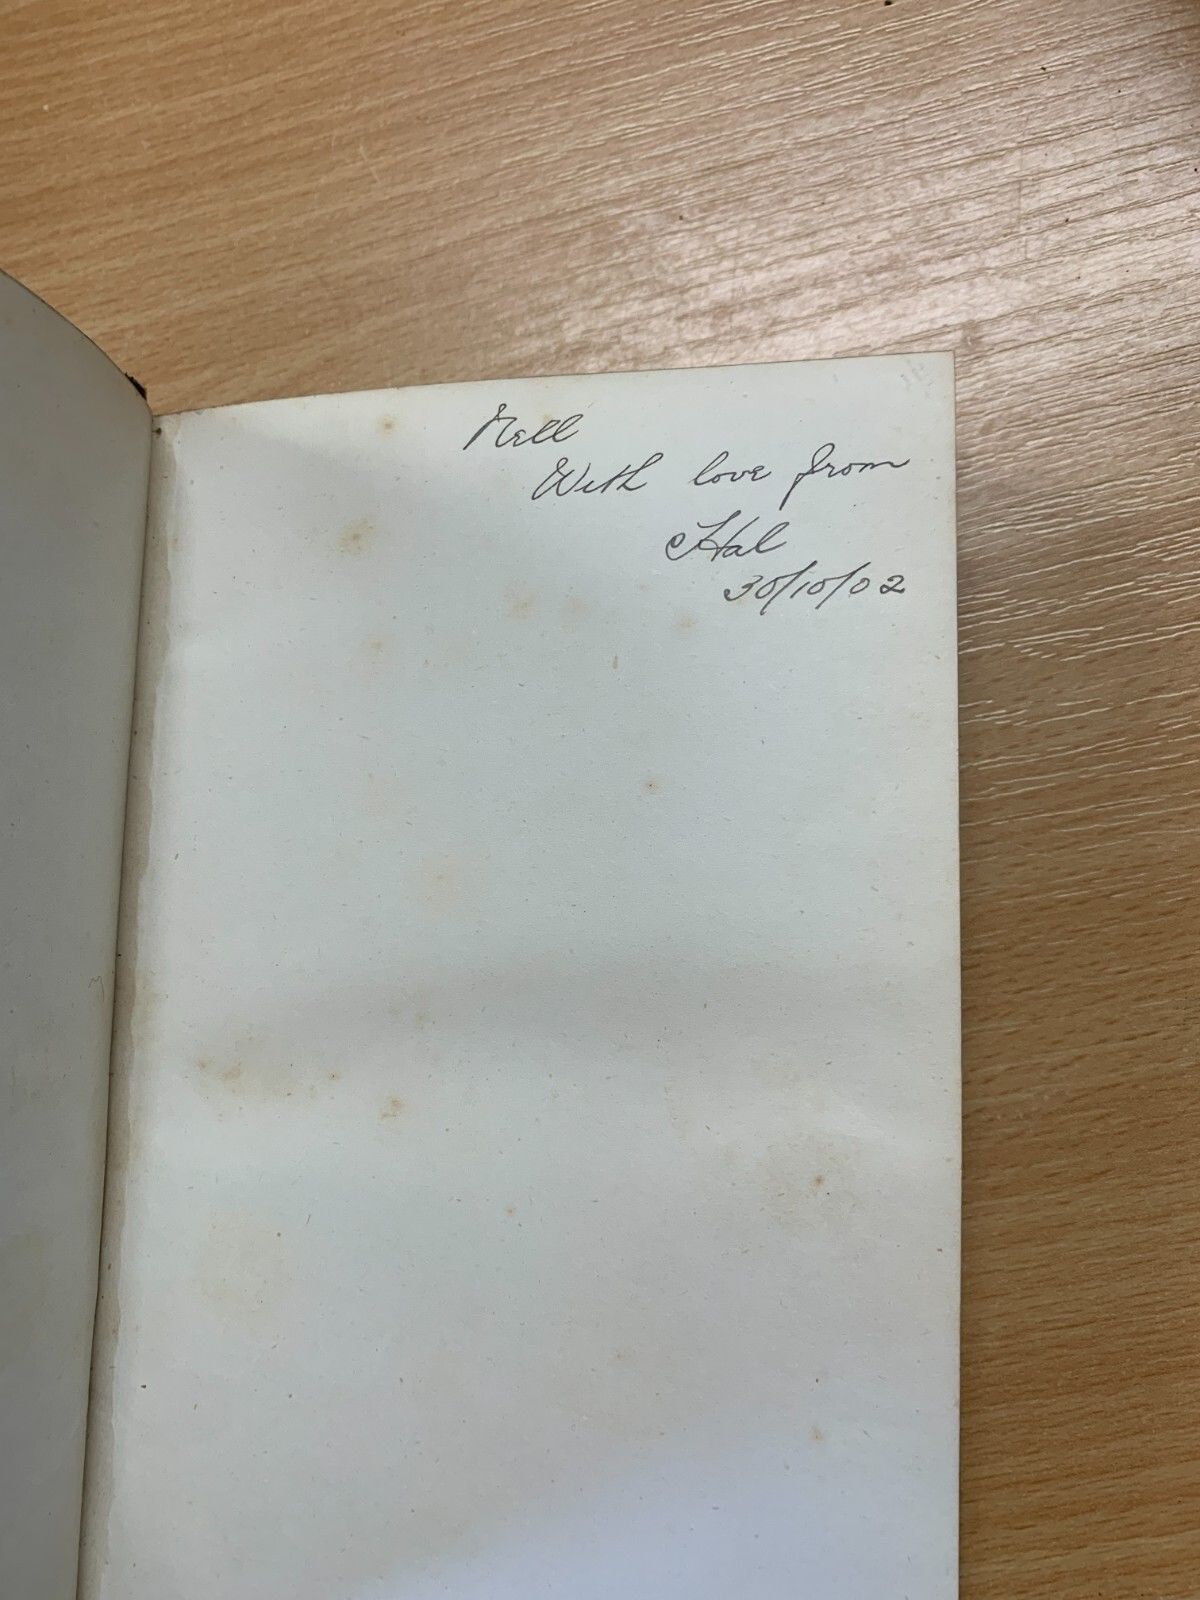 Nell
With love from
Hal
30/10/02